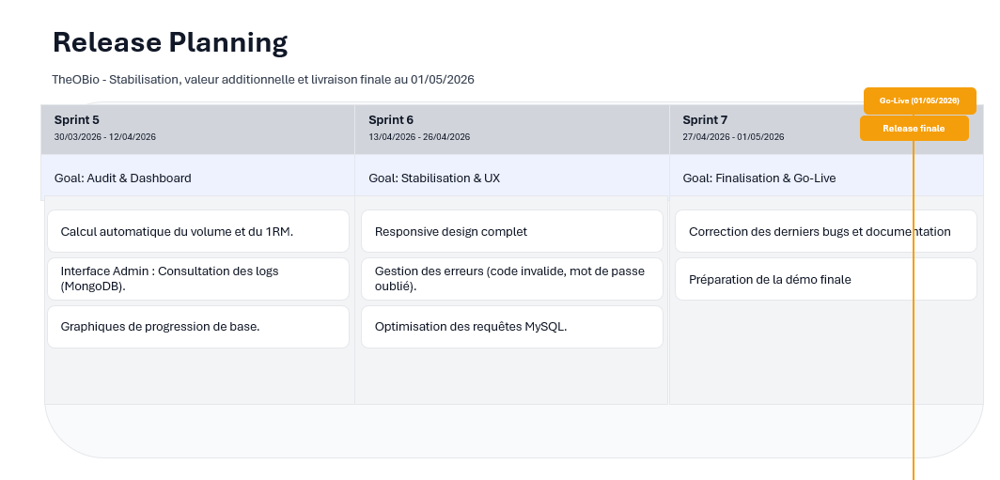 Release Planning
TheOBio - Stabilisation, valeur additionnelle et livraison finale au 01/05/2026
Go-Live (01/05/2026)
Release finale
Sprint 5
30/03/2026 - 12/04/2026
Sprint 6
13/04/2026 - 26/04/2026
Sprint 7
27/04/2026 - 01/05/2026
Goal: Audit & Dashboard
Goal: Stabilisation & UX
Goal: Finalisation & Go-Live
Calcul automatique du volume et du 1RM.
Interface Admin : Consultation des logs
(MongoDB).
Graphiques de progression de base.
Responsive design complet
Gestion des erreurs (code invalide, mot de passe
oublié).
Optimisation des requêtes MySQL.
Correction des derniers bugs et documentation
Préparation de la démo finale